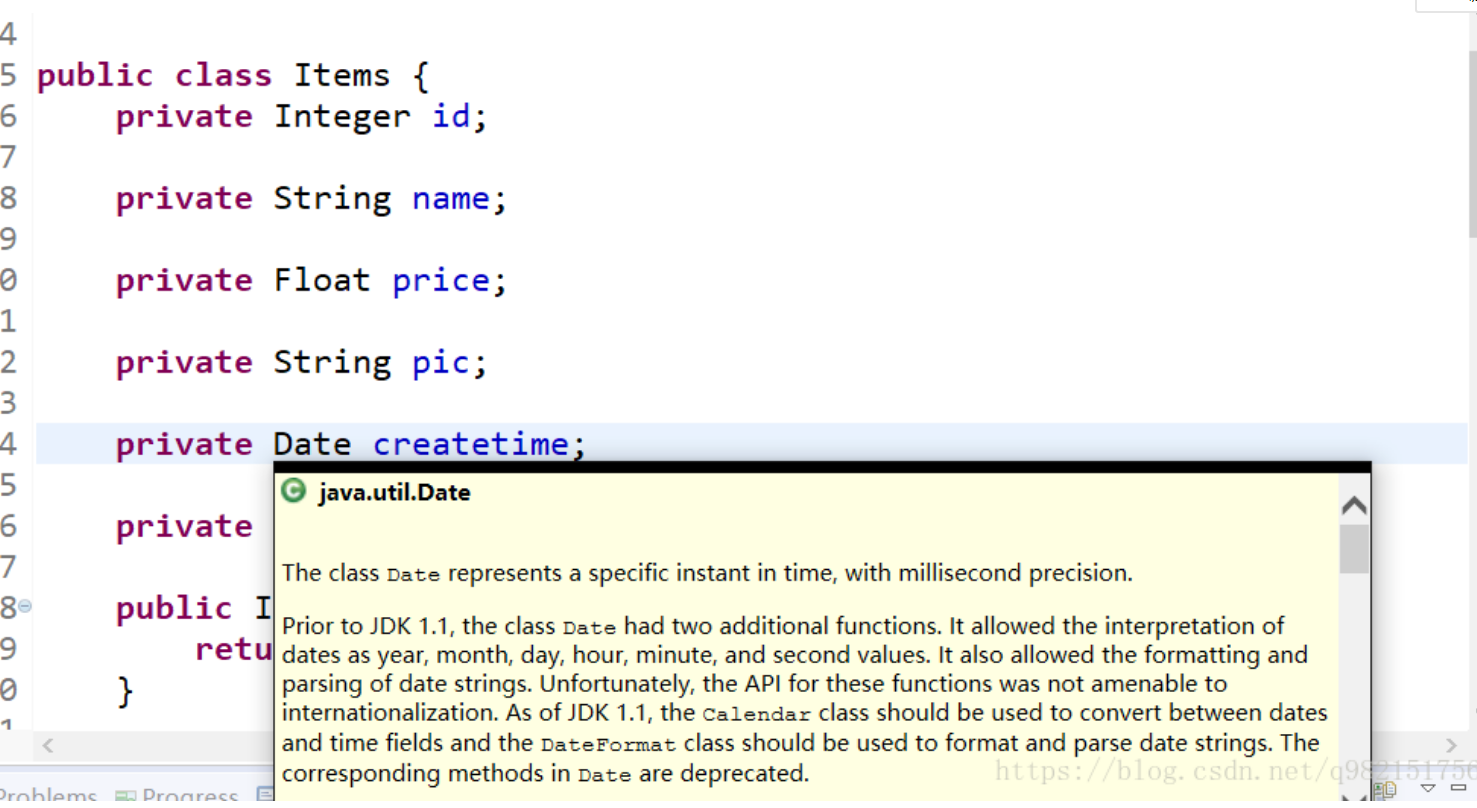 4
5 public class Items {
6 private Integer id;
7
8 private String name;
9
0 private Float price;
1
2 private String pic;
3
4 private Date createtime;
5
java.util.Date
6 private
7
The class Date represents a specific instant in time, with millisecond precision.
8 public I
Prior to JDK 1.1, the class Date had two additional functions. It allowed the interpretation of
9 retu
dates as year, month, day, hour, minute, and second values. It also allowed the formatting and
0 }
parsing of date strings. Unfortunately, the API for these functions was not amenable to
internationalization. As of JDK 1.1, the Calendar class should be used to convert between dates
1
and time fields and the DateFormat class should be used to format and parse date strings. The
corresponding methods in Date are deprecated.
https://blog.csdn.net/q982151756
Problems Progress